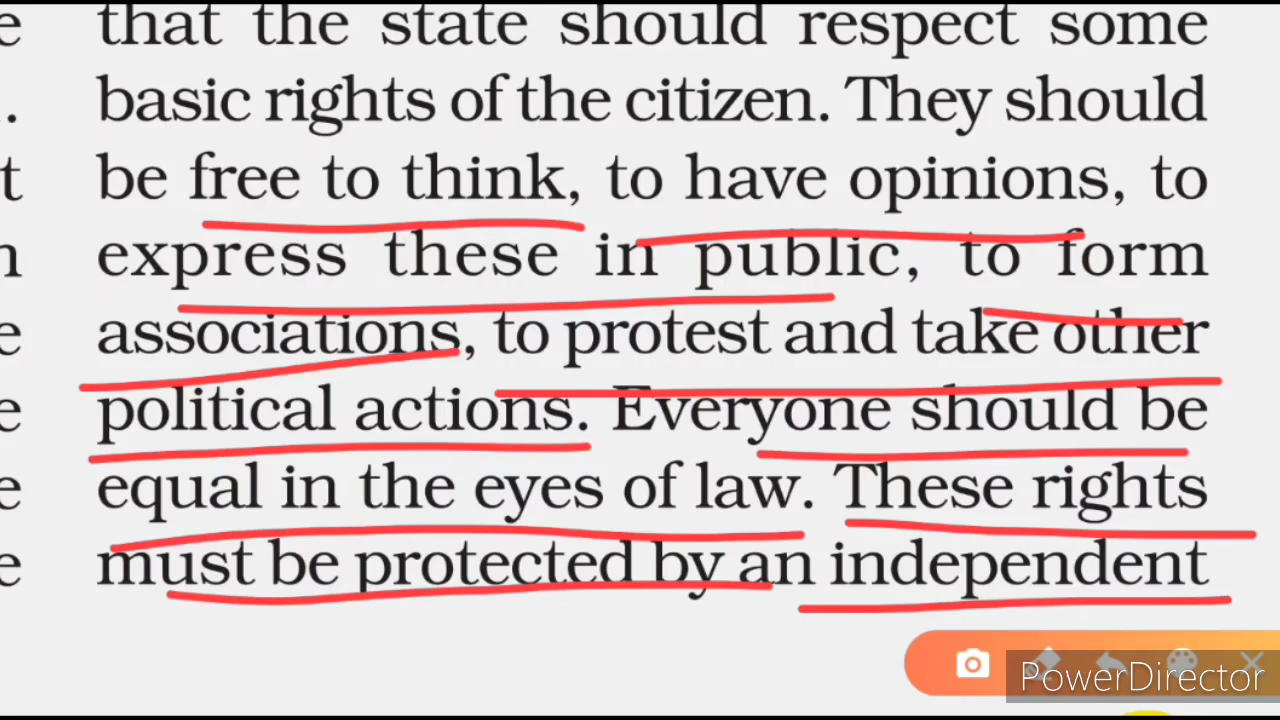 e that the state should respect some
. basic rights of the citizen. They should
t be free to think, to have opinions, to
express these in public, to form
e associations, to protest and take other
e political actions. Everyone should be
e equal in the eyes of law. These rights
e must be protected by an independent
PowerDirector